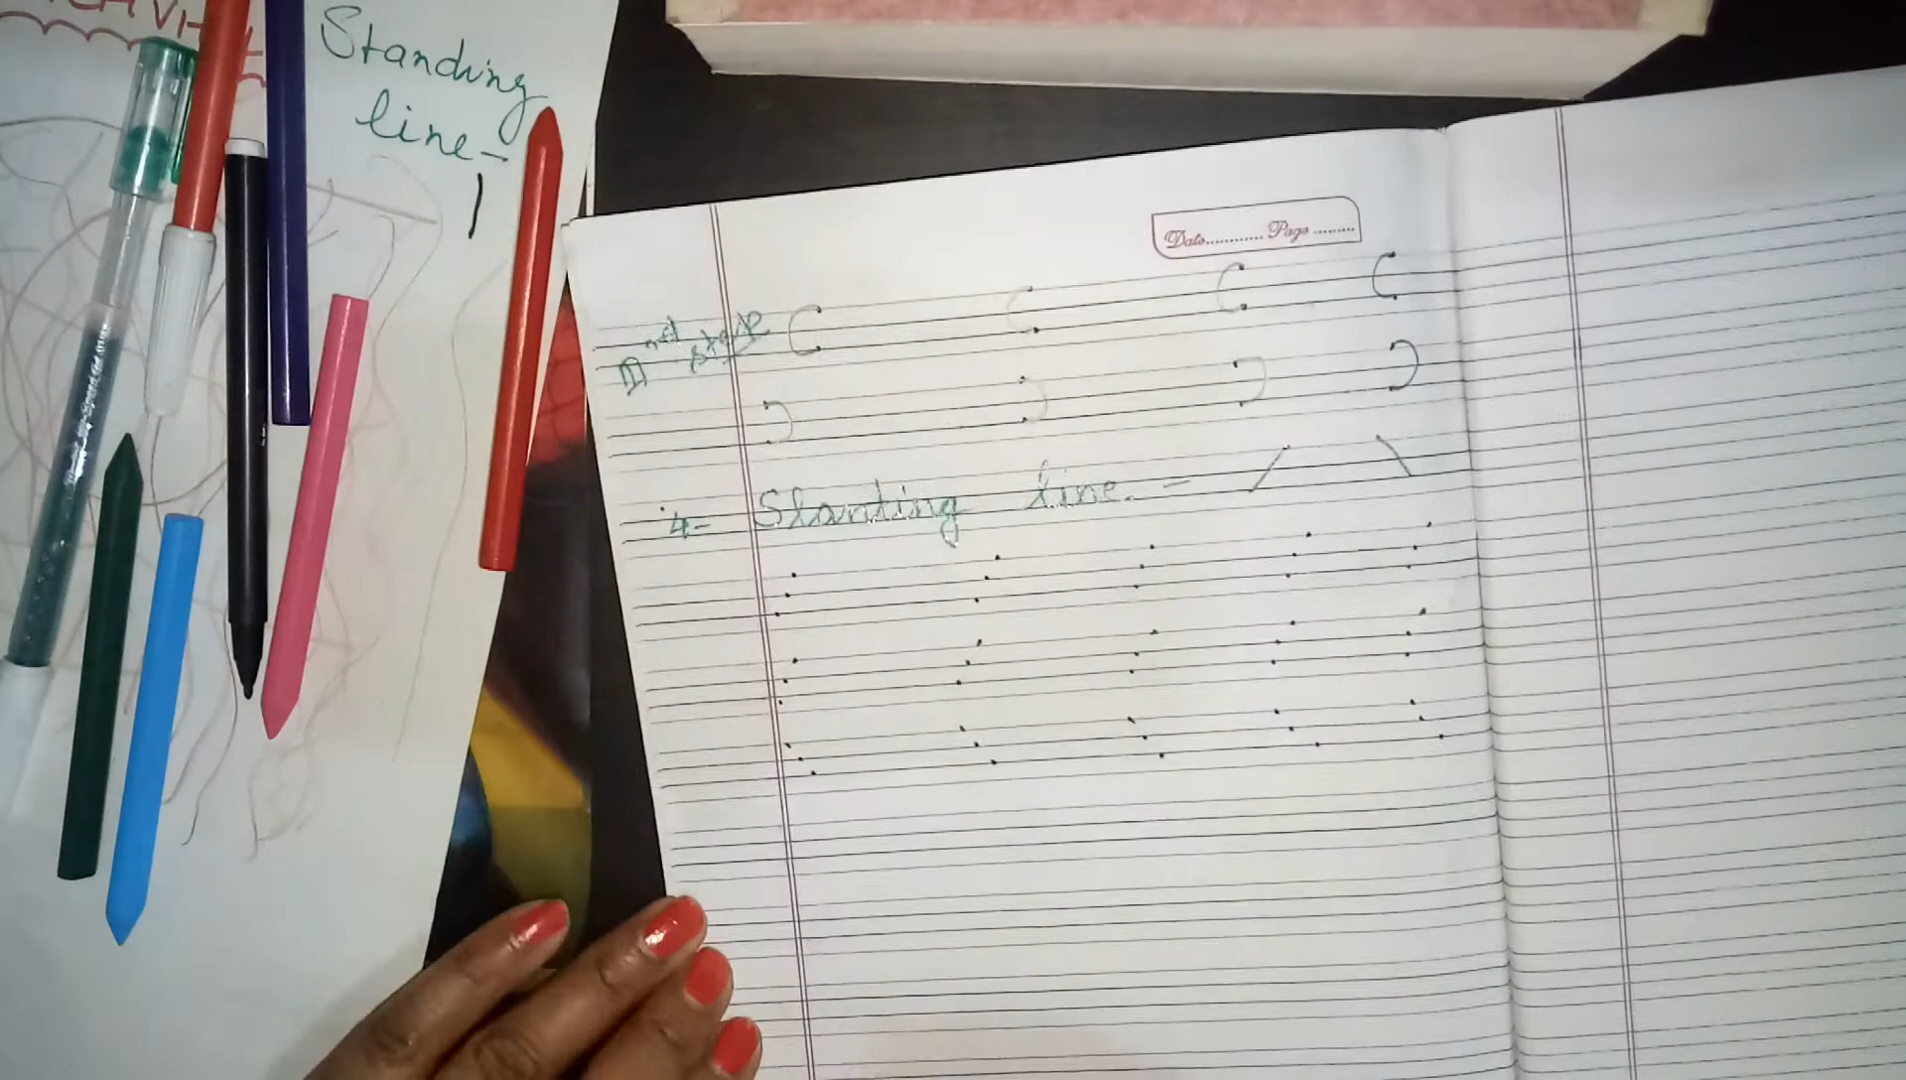 Standing
line -
Date............ Page .........
IInd stage
4- Slanting line. - / \